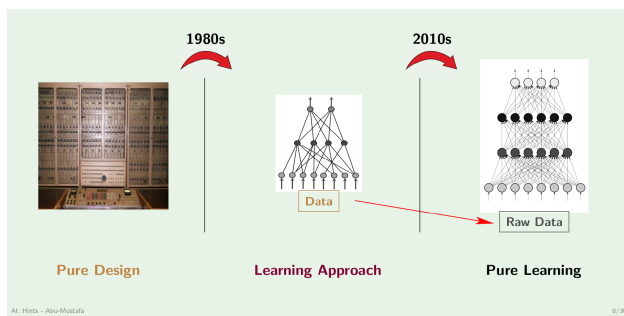 1980s
2010s
Data
Raw Data
Pure Design
Learning Approach
Pure Learning
AI: Hints - Abu-Mostafa